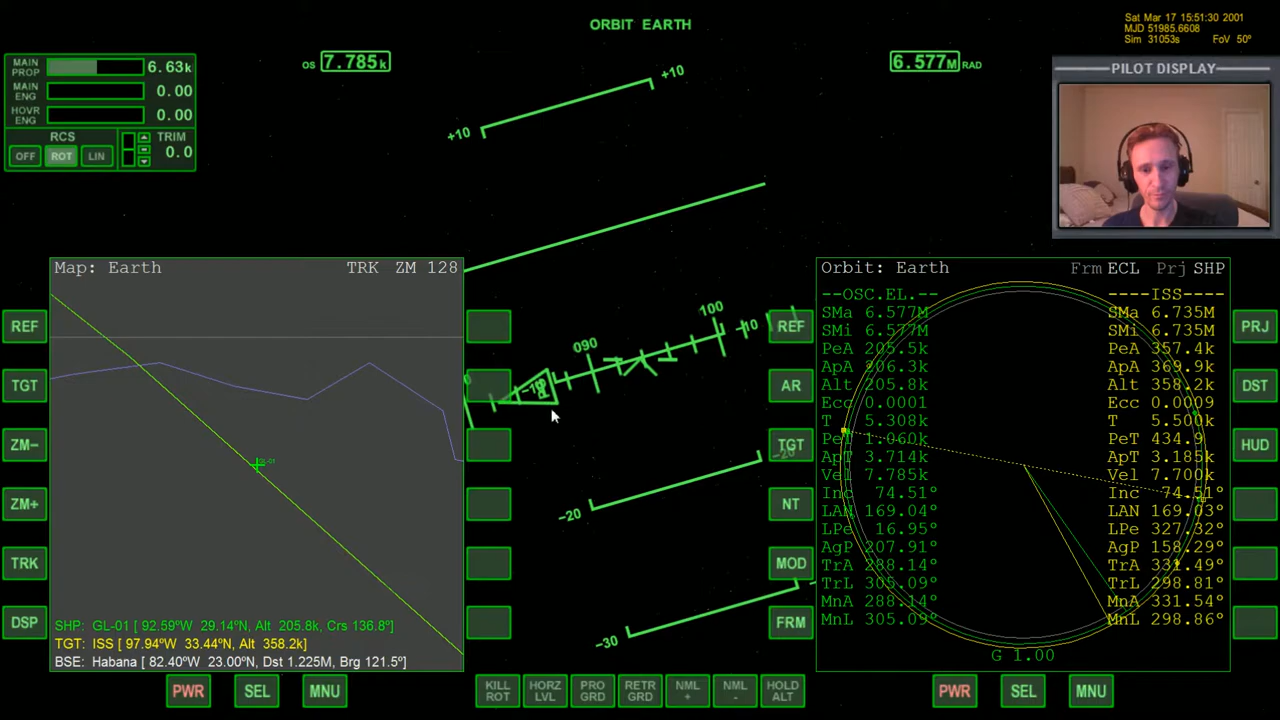 ORBIT EARTH
Sat Mar 17 15:51:30 2001
MJD 51985.6608
Sim 31053s FoV 50°
MAIN PROP 6.63k
MAIN ENG 0.00
HOVR ENG 0.00
RCS
OFF ROT LIN
TRIM
0.0
OS 7.785k
6.577M RAD
PILOT DISPLAY
+10 +10
090 100
-10
-20
-20
-30
Map: Earth TRK ZM 128
GL-01
SHP: GL-01 [ 92.59°W 29.14°N, Alt 205.8k, Crs 136.8°]
TGT: ISS [ 97.94°W 33.44°N, Alt 358.2k]
BSE: Habana [ 82.40°W 23.00°N, Dst 1.225M, Brg 121.5°]
REF
TGT
ZM-
ZM+
TRK
DSP
PWR SEL MNU
KILL ROT
HORZ LVL
PRO GRD
RETR GRD
NML +
NML -
HOLD ALT
REF
AR
TGT
NT
MOD
FRM
Orbit: Earth Frm ECL Prj SHP
--OSC.EL.-- ----ISS----
SMa 6.577M SMa 6.735M
SMi 6.577M SMi 6.735M
PeA 205.5k PeA 357.4k
ApA 206.3k ApA 369.9k
Alt 205.8k Alt 358.2k
Ecc 0.0001 Ecc 0.0009
T 5.308k T 5.500k
PeT 1.060k PeT 434.9
ApT 3.714k ApT 3.185k
Vel 7.785k Vel 7.700k
Inc 74.51° Inc 74.51°
LAN 169.04° LAN 169.03°
LPe 16.95° LPe 327.32°
AgP 207.91° AgP 158.29°
TrA 288.14° TrA 331.49°
TrL 305.09° TrL 298.81°
MnA 288.14° MnA 331.54°
MnL 305.09° MnL 298.86°
G 1.00
PRJ
DST
HUD
PWR SEL MNU